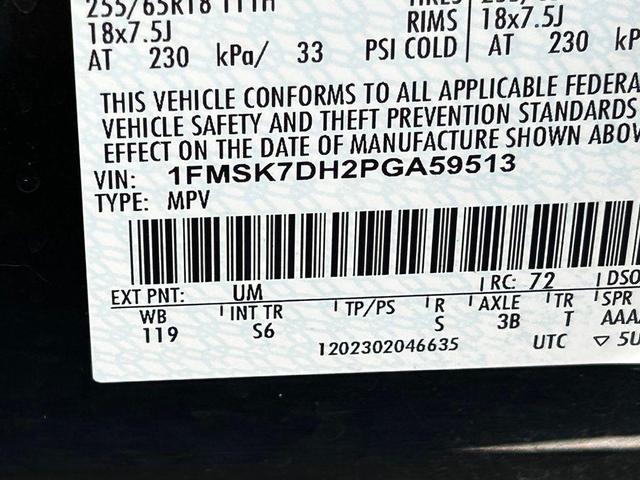 255/65R18 111H
18x7.5J RIMS 18x7.5J
AT 230 kPa/ 33 PSI COLD AT 230
THIS VEHICLE CONFORMS TO ALL APPLICABLE FEDERA
VEHICLE SAFETY AND THEFT PREVENTION STANDARDS
EFFECT ON THE DATE OF MANUFACTURE SHOWN ABOV
VIN: 1FMSK7DH2PGA59513
TYPE: MPV
EXT PNT: UM RC: 72 DSO
WB INT TR TP/PS R AXLE TR SPR
119 S6 S 3B T AAA
1202302046635 UTC ▽ 5U